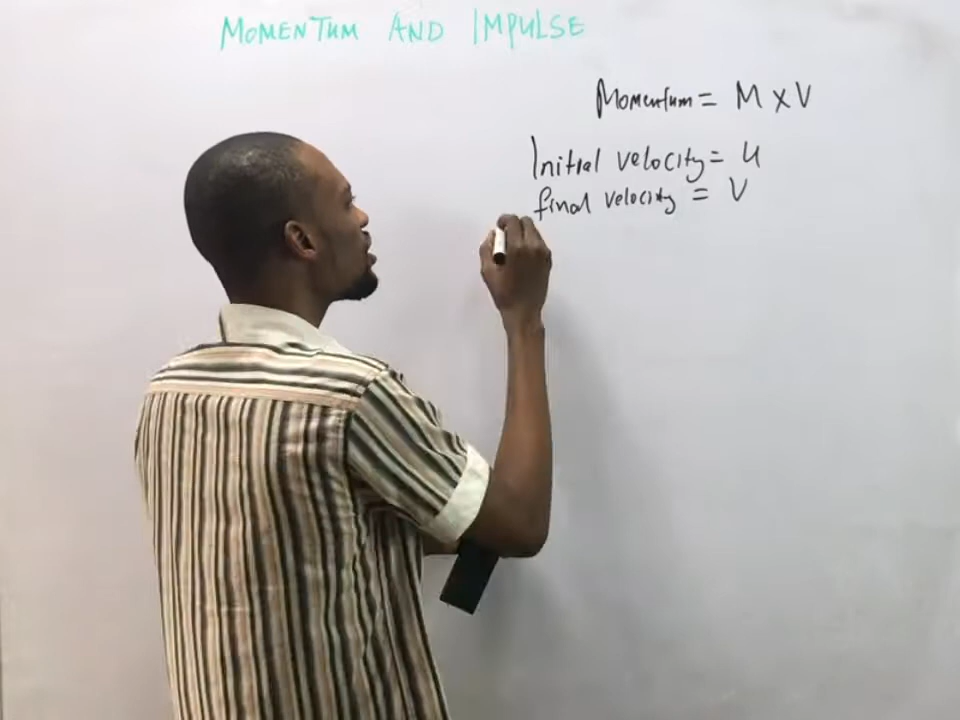 MOMENTUM AND IMPULSE
Momentum = M x V
Initial velocity = u
final velocity = V